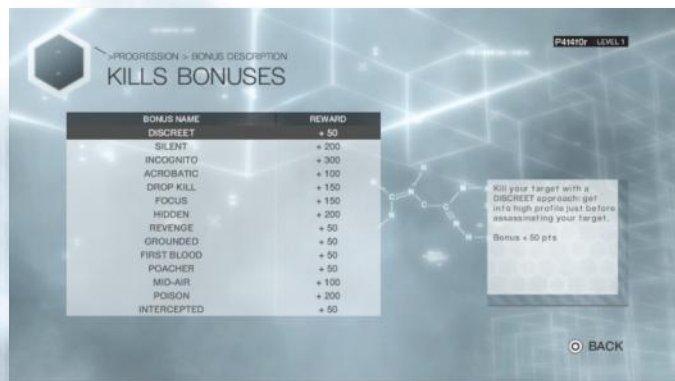 P41410r LEVEL 1
>PROGRESSION > BONUS DESCRIPTION
KILLS BONUSES
BONUS NAME REWARD
DISCREET + 50
SILENT + 200
INCOGNITO + 300
ACROBATIC + 100
DROP KILL + 150
FOCUS + 150
HIDDEN + 200
REVENGE + 50
GROUNDED + 50
FIRST BLOOD + 50
POACHER + 50
MID-AIR + 100
POISON + 200
INTERCEPTED + 50
Kill your target with a
DISCREET approach: get
into high profile just before
assassinating your target.
Bonus + 50 pts
BACK